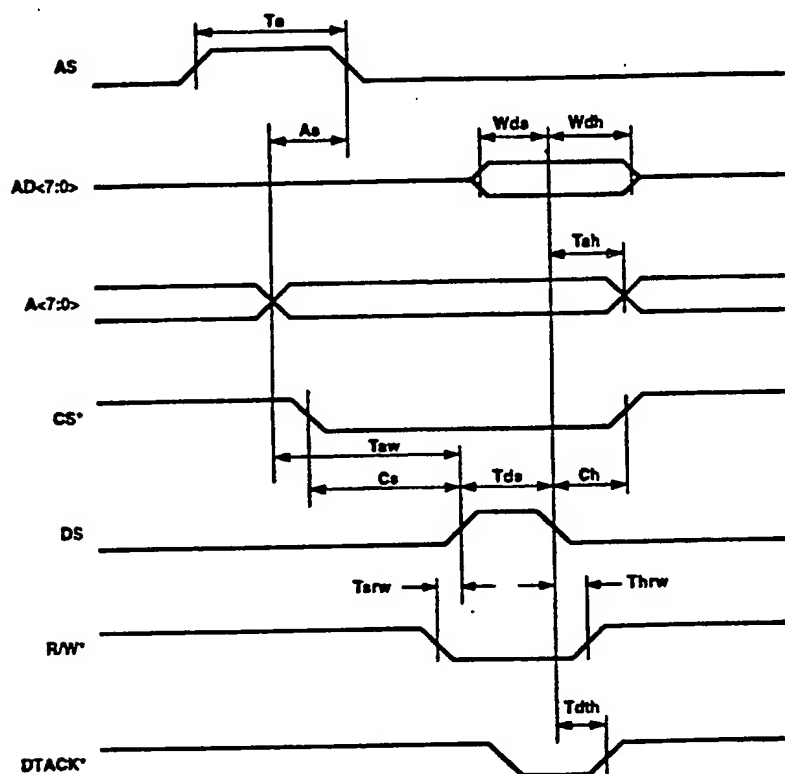 Ta
AS
As
Wds
Wdh
AD<7:0>
Tah
A<7:0>
CS*
Taw
Cs
Tds
Ch
DS
Tsrw
Thrw
R/W*
Tdth
DTACK*